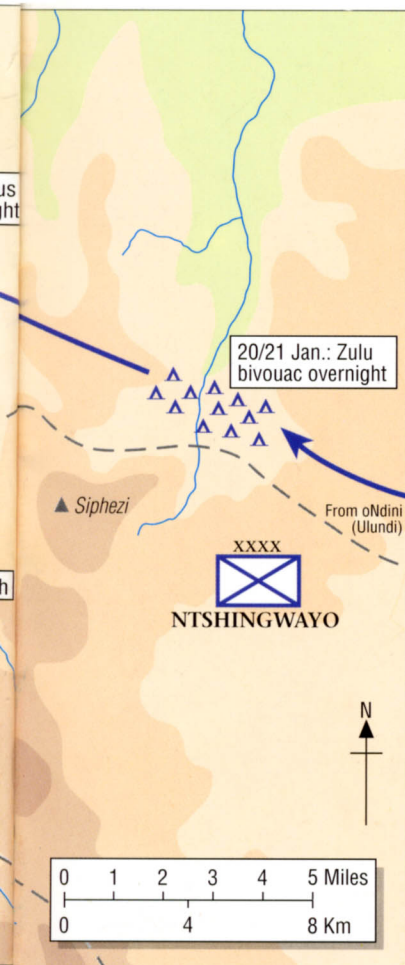 us
ght
20/21 Jan.: Zulu
bivouac overnight
Siphezi
From oNdini
(Ulundi)
XXXX
NTSHINGWAYO
h
N
0 1 2 3 4 5 Miles
0 4 8 Km